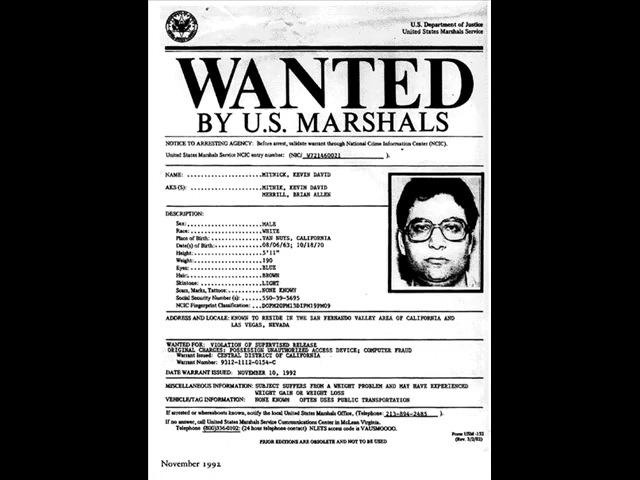 U.S. Department of Justice
United States Marshals Service
WANTED
BY U.S. MARSHALS
NOTICE TO ARRESTING AGENCY: Before arrest, validate warrant through National Crime Information Center (NCIC).
United States Marshals Service NCIC entry number: (NIC/ W721460021 ).
NAME: MITNICK, KEVIN DAVID
AKS(S): MITNIK, KEVIN DAVID
MERRILL, BRIAN ALLEN
DESCRIPTION:
Sex: MALE
Race: WHITE
Place of Birth: VAN NUYS, CALIFORNIA
Date(s) of Birth: 08/06/63; 10/18/70
Height: 5'11"
Weight: 190
Eyes: BLUE
Hair: BROWN
Skintone: LIGHT
Scars, Marks, Tattoos: NONE KNOWN
Social Security Number (s): 550-39-5695
NCIC Fingerprint Classification: DOPM20PM13DIPM19PM09
ADDRESS AND LOCALE: KNOWN TO RESIDE IN THE SAN FERNANDO VALLEY AREA OF CALIFORNIA AND
LAS VEGAS, NEVADA
WANTED FOR: VIOLATION OF SUPERVISED RELEASE
ORIGINAL CHARGES: POSSESSION UNAUTHORIZED ACCESS DEVICE; COMPUTER FRAUD
Warrant Issued: CENTRAL DISTRICT OF CALIFORNIA
Warrant Number: 9312-1112-0154-C
DATE WARRANT ISSUED: NOVEMBER 10, 1992
MISCELLANEOUS INFORMATION: SUBJECT SUFFERS FROM A WEIGHT PROBLEM AND MAY HAVE EXPERIENCED
WEIGHT GAIN OR WEIGHT LOSS
VEHICLE/TAG INFORMATION: NONE KNOWN OFTEN USES PUBLIC TRANSPORTATION
If arrested or whereabouts known, notify the local United States Marshals Office, (Telephone: 213-894-2485 ).
If no answer, call United States Marshals Service Communications Center in McLean Virginia.
Telephone (800)336-0102: (24 hour telephone contact) NLETS access code is VAUSM0000.
Form USM-132
(Rev. 3/2/82)
PRIOR EDITIONS ARE OBSOLETE AND NOT TO BE USED
November 1992